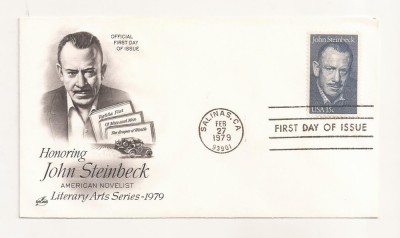 OFFICIAL
FIRST DAY
OF ISSUE
Tortilla Flat
Of Mice and Men
The Grapes of Wrath
Honoring
John Steinbeck
AMERICAN NOVELIST
Literary Arts Series-1979
SALINAS, CA
FEB
27
1979
93901
John Steinbeck
USA 15c
FIRST DAY OF ISSUE